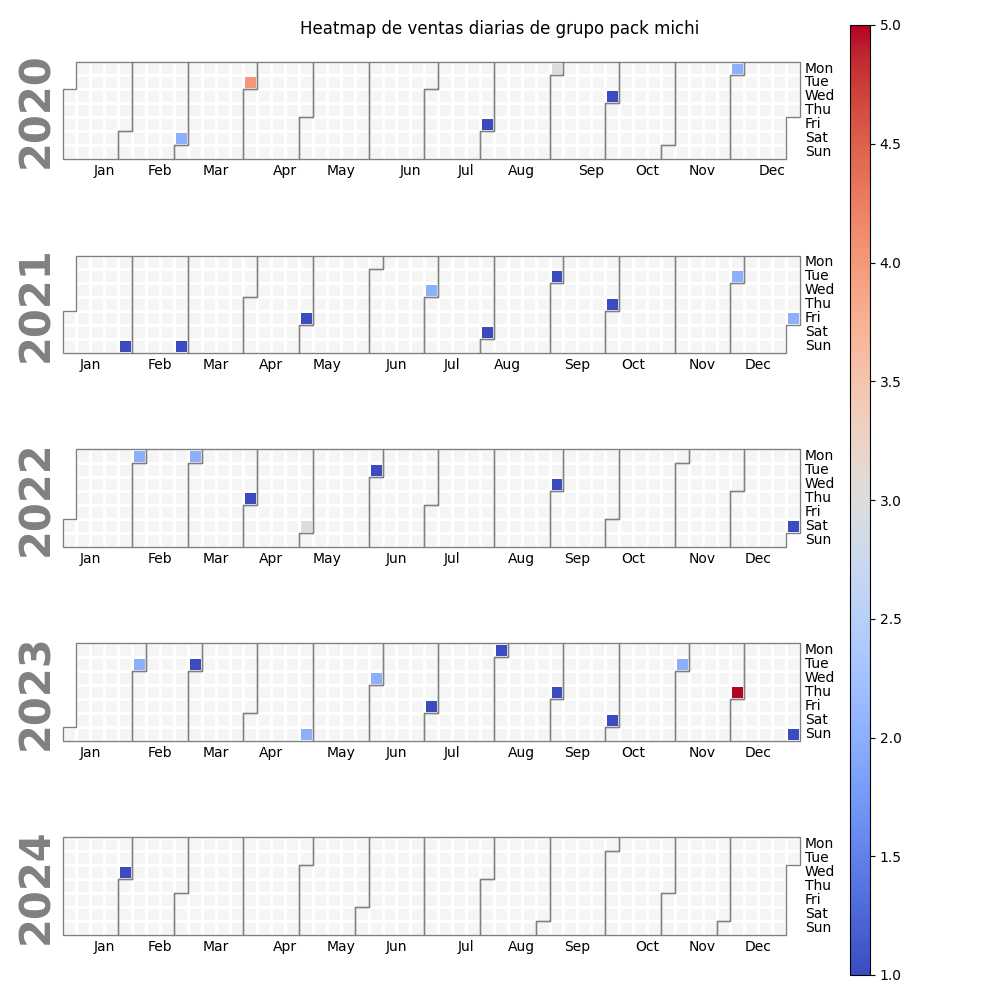 Heatmap de ventas diarias de grupo pack michi
2020
Mon
Tue
Wed
Thu
Fri
Sat
Sun
Jan Feb Mar Apr May Jun Jul Aug Sep Oct Nov Dec
2021
Mon
Tue
Wed
Thu
Fri
Sat
Sun
Jan Feb Mar Apr May Jun Jul Aug Sep Oct Nov Dec
2022
Mon
Tue
Wed
Thu
Fri
Sat
Sun
Jan Feb Mar Apr May Jun Jul Aug Sep Oct Nov Dec
2023
Mon
Tue
Wed
Thu
Fri
Sat
Sun
Jan Feb Mar Apr May Jun Jul Aug Sep Oct Nov Dec
2024
Mon
Tue
Wed
Thu
Fri
Sat
Sun
Jan Feb Mar Apr May Jun Jul Aug Sep Oct Nov Dec
5.0
4.5
4.0
3.5
3.0
2.5
2.0
1.5
1.0